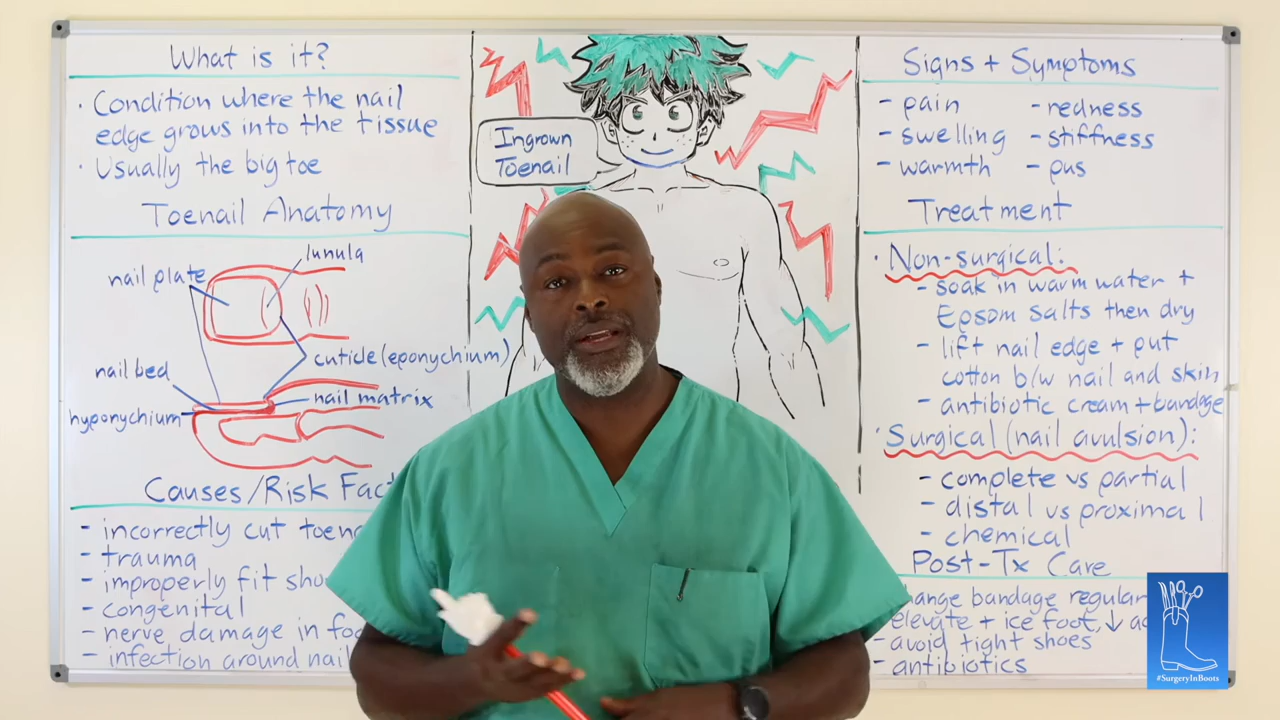 What is it?
· Condition where the nail
edge grows into the tissue
· Usually the big toe
Toenail Anatomy
lunula
nail plate
cuticle (eponychium)
nail bed
nail matrix
hyponychium
Causes/Risk Fact
- incorrectly cut toen
- trauma
- improperly fit sho
- congenital
- nerve damage in fo
- infection around nail
Ingrown
Toenail
Signs + Symptoms
- pain - redness
- swelling - stiffness
- warmth - pus
Treatment
· Non-surgical:
- soak in warm water +
Epsom salts then dry
- lift nail edge + put
cotton b/w nail and skin
- antibiotic cream + bandage
· Surgical (nail avulsion):
- complete vs partial
- distal vs proximal
- chemical
Post-Tx Care
hange bandage regular
elevate + ice foot, ↓ ac
- avoid tight shoes
- antibiotics
#SurgeryInBoots